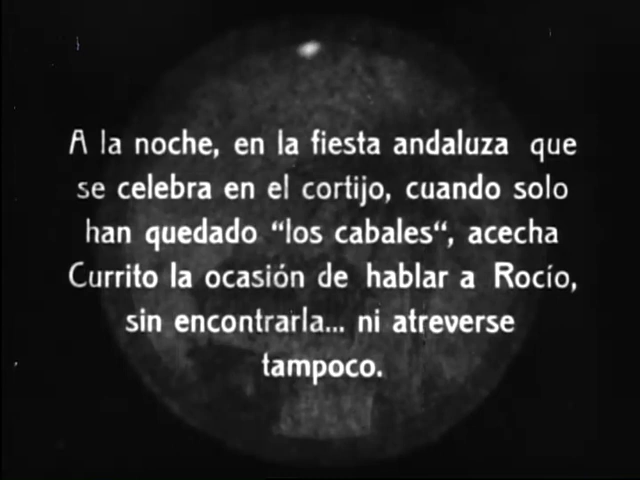 A la noche, en la fiesta andaluza que
se celebra en el cortijo, cuando solo
han quedado "los cabales", acecha
Currito la ocasión de hablar a Rocío,
sin encontrarla... ni atreverse
tampoco.